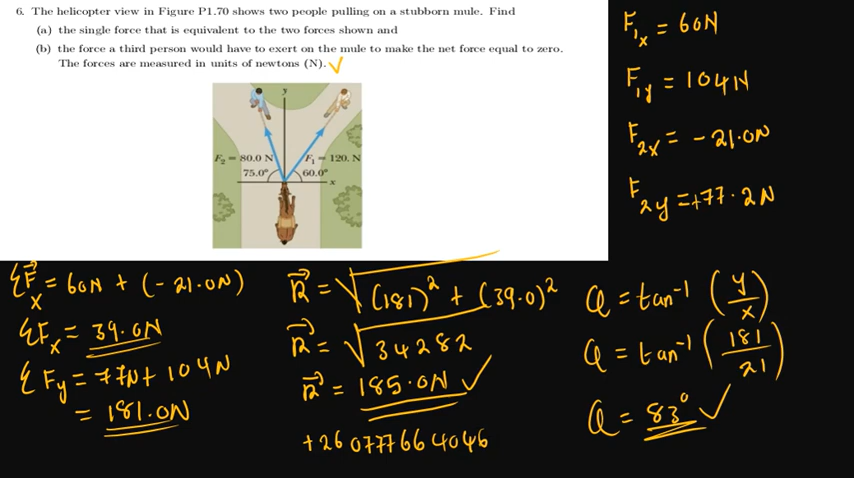 6. The helicopter view in Figure P1.70 shows two people pulling on a stubborn mule. Find
(a) the single force that is equivalent to the two forces shown and
(b) the force a third person would have to exert on the mule to make the net force equal to zero.
The forces are measured in units of newtons (N). ✓
y
F₂ = 80.0 N
F₁ = 120. N
75.0°
60.0°
x
F₁ₓ = 60N
F₁y = 104N
F₂ₓ = -21.0N
F₂y = +77.2N
ΣF⃗ₓ = 60N + (-21.0N)
ΣFₓ = 39.0N
ΣFy = 77N + 104N
= 181.0N
R⃗ = √(181)² + (39.0)²
R⃗ = √34282
R⃗ = 185.0N ✓
+260777664046
Q = tan⁻¹ (y/x)
Q = tan⁻¹ (181/21)
Q = 83° ✓